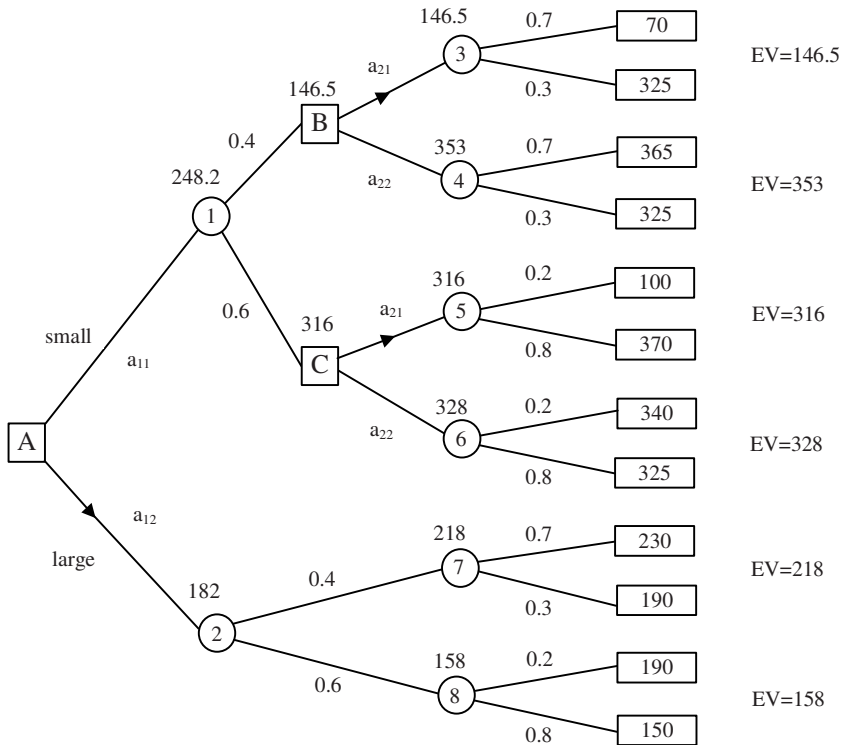 146.5
0.7
70
3
EV=146.5
a21
0.3
325
146.5
B
0.4
353
0.7
365
a22
4
EV=353
0.3
325
248.2
1
0.6
316
0.2
100
a21
5
EV=316
316
0.8
370
C
small
a11
328
0.2
340
a22
6
EV=328
0.8
325
A
a12
large
218
0.7
230
7
EV=218
0.4
0.3
190
182
2
0.6
158
0.2
190
8
EV=158
0.8
150